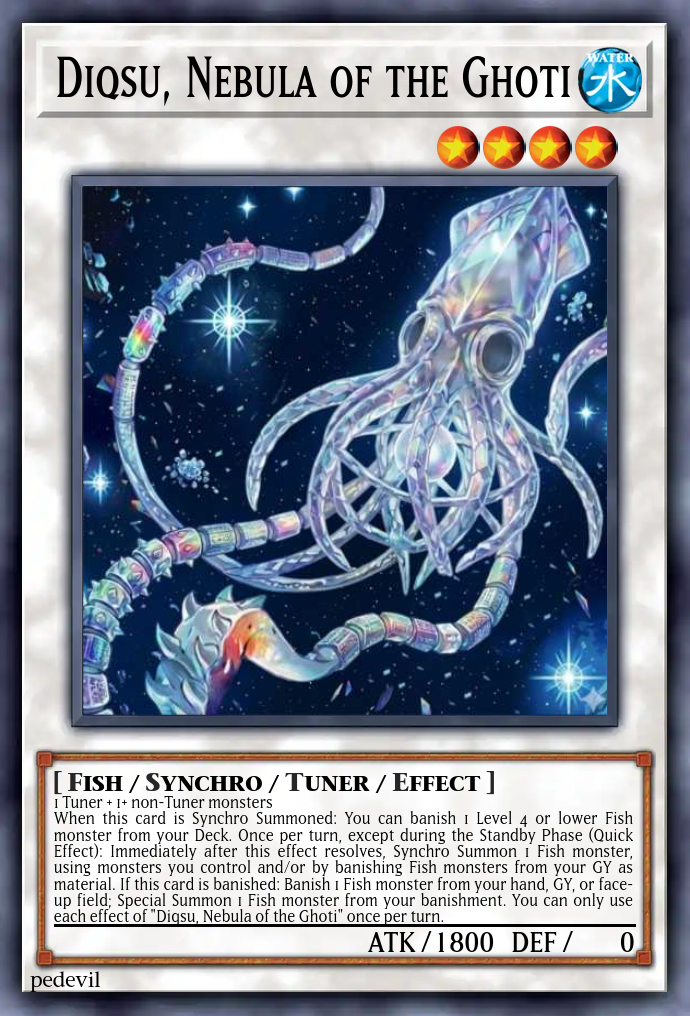 Diqsu, Nebula of the Ghoti
WATER
水
[ Fish / Synchro / Tuner / Effect ]
1 Tuner + 1+ non-Tuner monsters
When this card is Synchro Summoned: You can banish 1 Level 4 or lower Fish
monster from your Deck. Once per turn, except during the Standby Phase (Quick
Effect): Immediately after this effect resolves, Synchro Summon 1 Fish monster,
using monsters you control and/or by banishing Fish monsters from your GY as
material. If this card is banished: Banish 1 Fish monster from your hand, GY, or face-
up field; Special Summon 1 Fish monster from your banishment. You can only use
each effect of "Diqsu, Nebula of the Ghoti" once per turn.
ATK / 1800 DEF / 0
pedevil